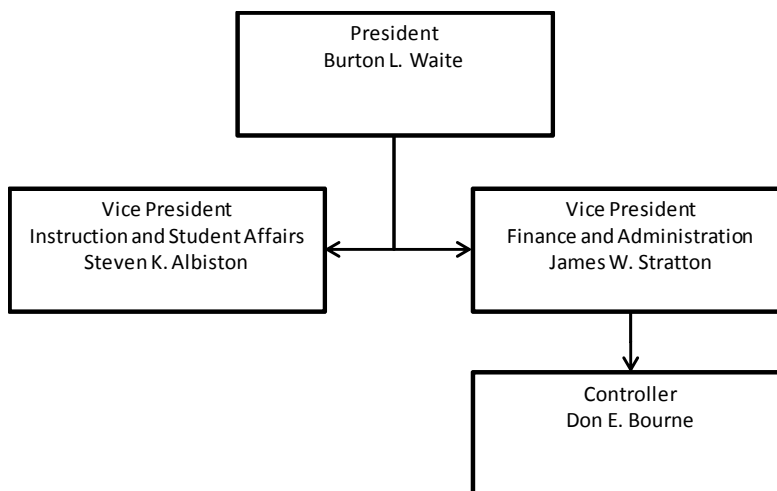 President
Burton L. Waite
Vice President
Instruction and Student Affairs
Steven K. Albiston
Vice President
Finance and Administration
James W. Stratton
Controller
Don E. Bourne